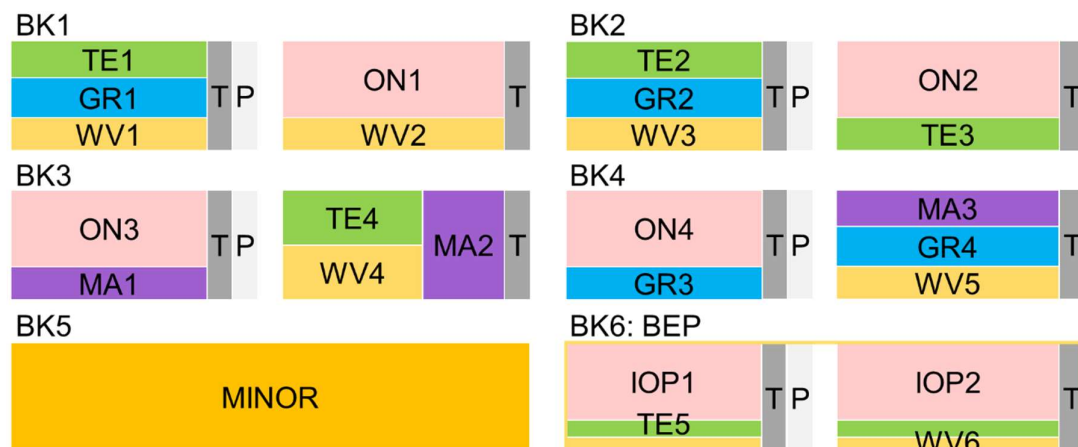 BK1
TE1
GR1
WV1
T P
ON1
WV2
T
BK2
TE2
GR2
WV3
T P
ON2
TE3
T
BK3
ON3
MA1
T P
TE4
WV4
MA2
T
BK4
ON4
GR3
T P
MA3
GR4
WV5
T
BK5
MINOR
BK6: BEP
IOP1
TE5
T P
IOP2
WV6
T